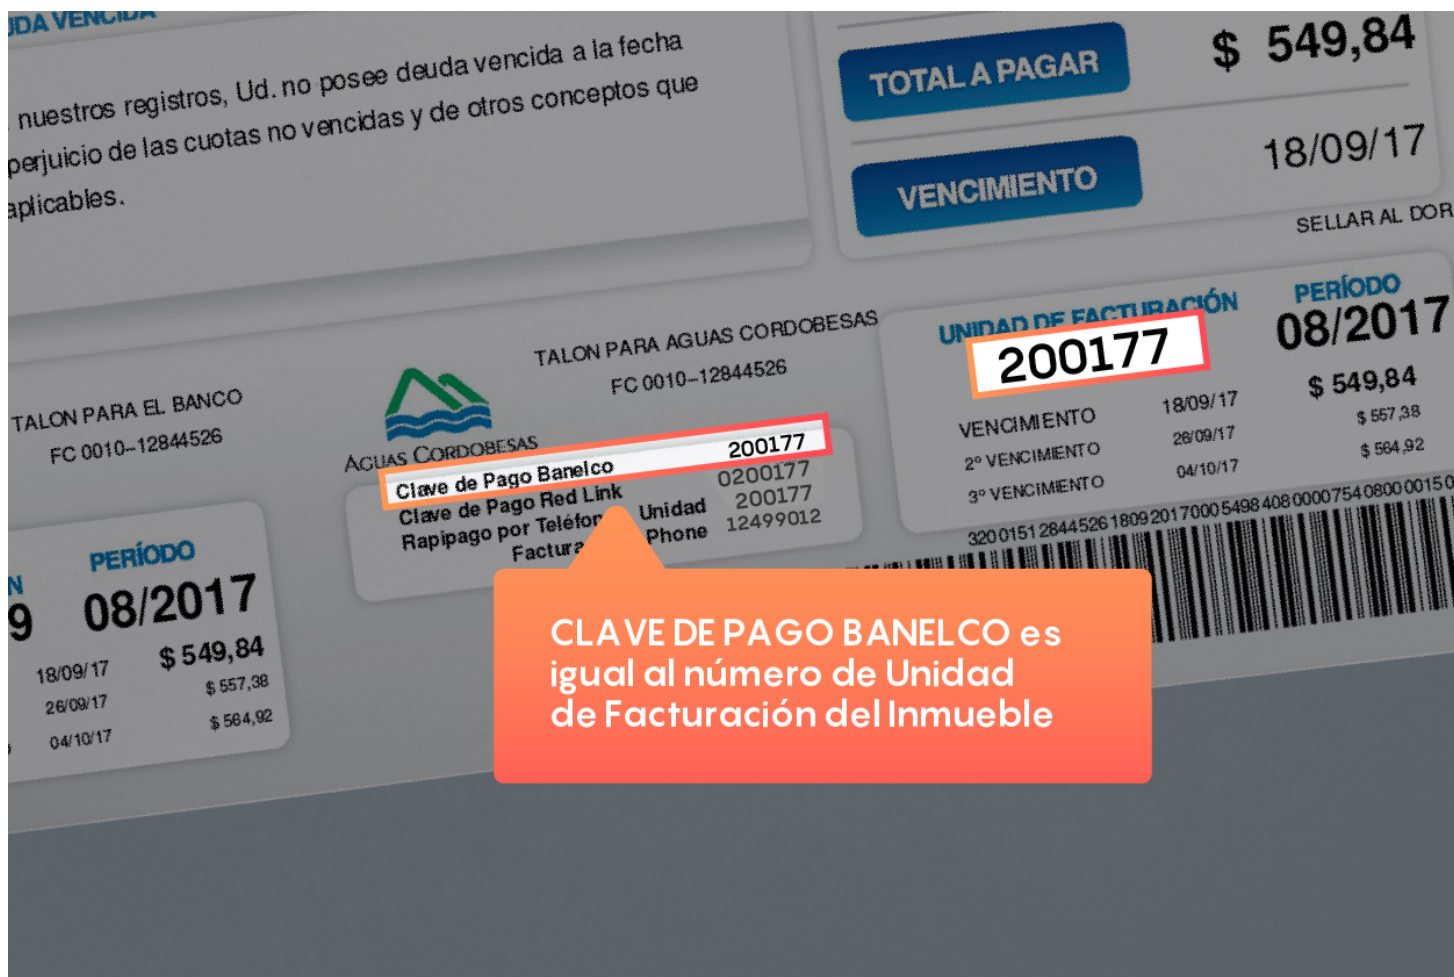 UDA VENCIDA
nuestros registros, Ud. no posee deuda vencida a la fecha
perjuicio de las cuotas no vencidas y de otros conceptos que
aplicables.
TOTAL A PAGAR $ 549,84
VENCIMIENTO 18/09/17
SELLAR AL DOR
TALON PARA EL BANCO
FC 0010-12844526
AGUAS CORDOBESAS
TALON PARA AGUAS CORDOBESAS
FC 0010-12844526
Clave de Pago Banelco 200177
Clave de Pago Red Link 0200177
Rapipago por Teléfon Unidad 200177
Factura Phone 12499012
UNIDAD DE FACTURACIÓN
200177
PERÍODO
08/2017
VENCIMIENTO 18/09/17 $ 549,84
2º VENCIMIENTO 26/09/17 $ 557,38
3º VENCIMIENTO 04/10/17 $ 564,92
N
9
PERÍODO
08/2017
18/09/17 $ 549,84
26/09/17 $ 557,38
04/10/17 $ 564,92
CLAVE DE PAGO BANELCO es
igual al número de Unidad
de Facturación del Inmueble